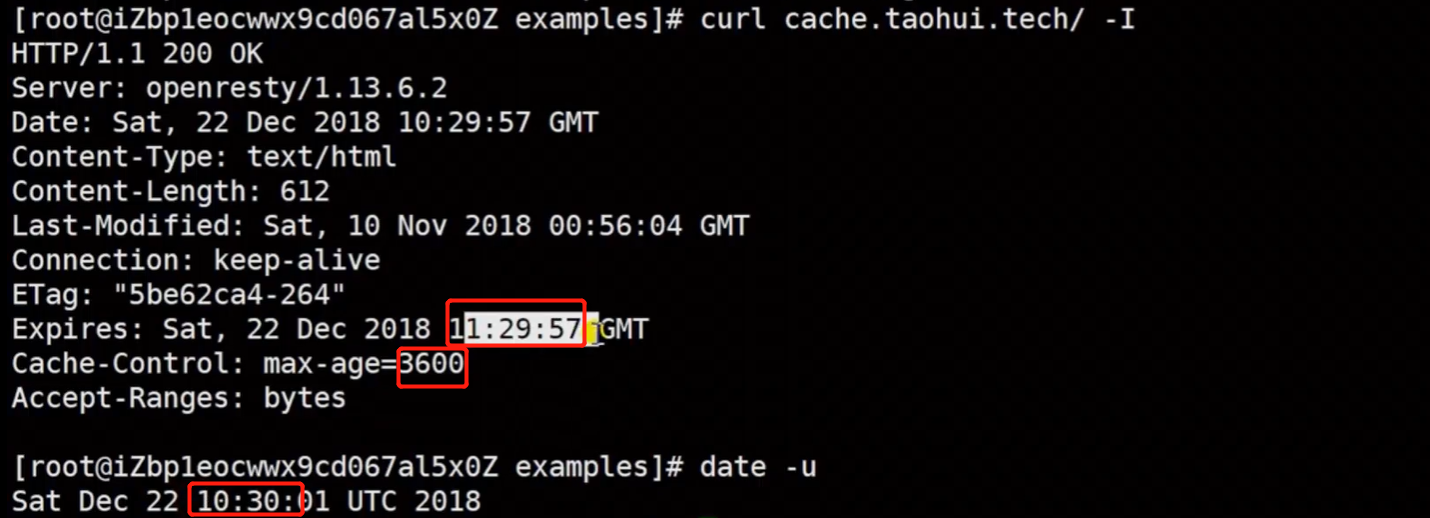 [root@iZbp1eocwwx9cd067al5x0Z examples]# curl cache.taohui.tech/ -I
HTTP/1.1 200 OK
Server: openresty/1.13.6.2
Date: Sat, 22 Dec 2018 10:29:57 GMT
Content-Type: text/html
Content-Length: 612
Last-Modified: Sat, 10 Nov 2018 00:56:04 GMT
Connection: keep-alive
ETag: "5be62ca4-264"
Expires: Sat, 22 Dec 2018 11:29:57 GMT
Cache-Control: max-age=3600
Accept-Ranges: bytes
[root@iZbp1eocwwx9cd067al5x0Z examples]# date -u
Sat Dec 22 10:30:01 UTC 2018